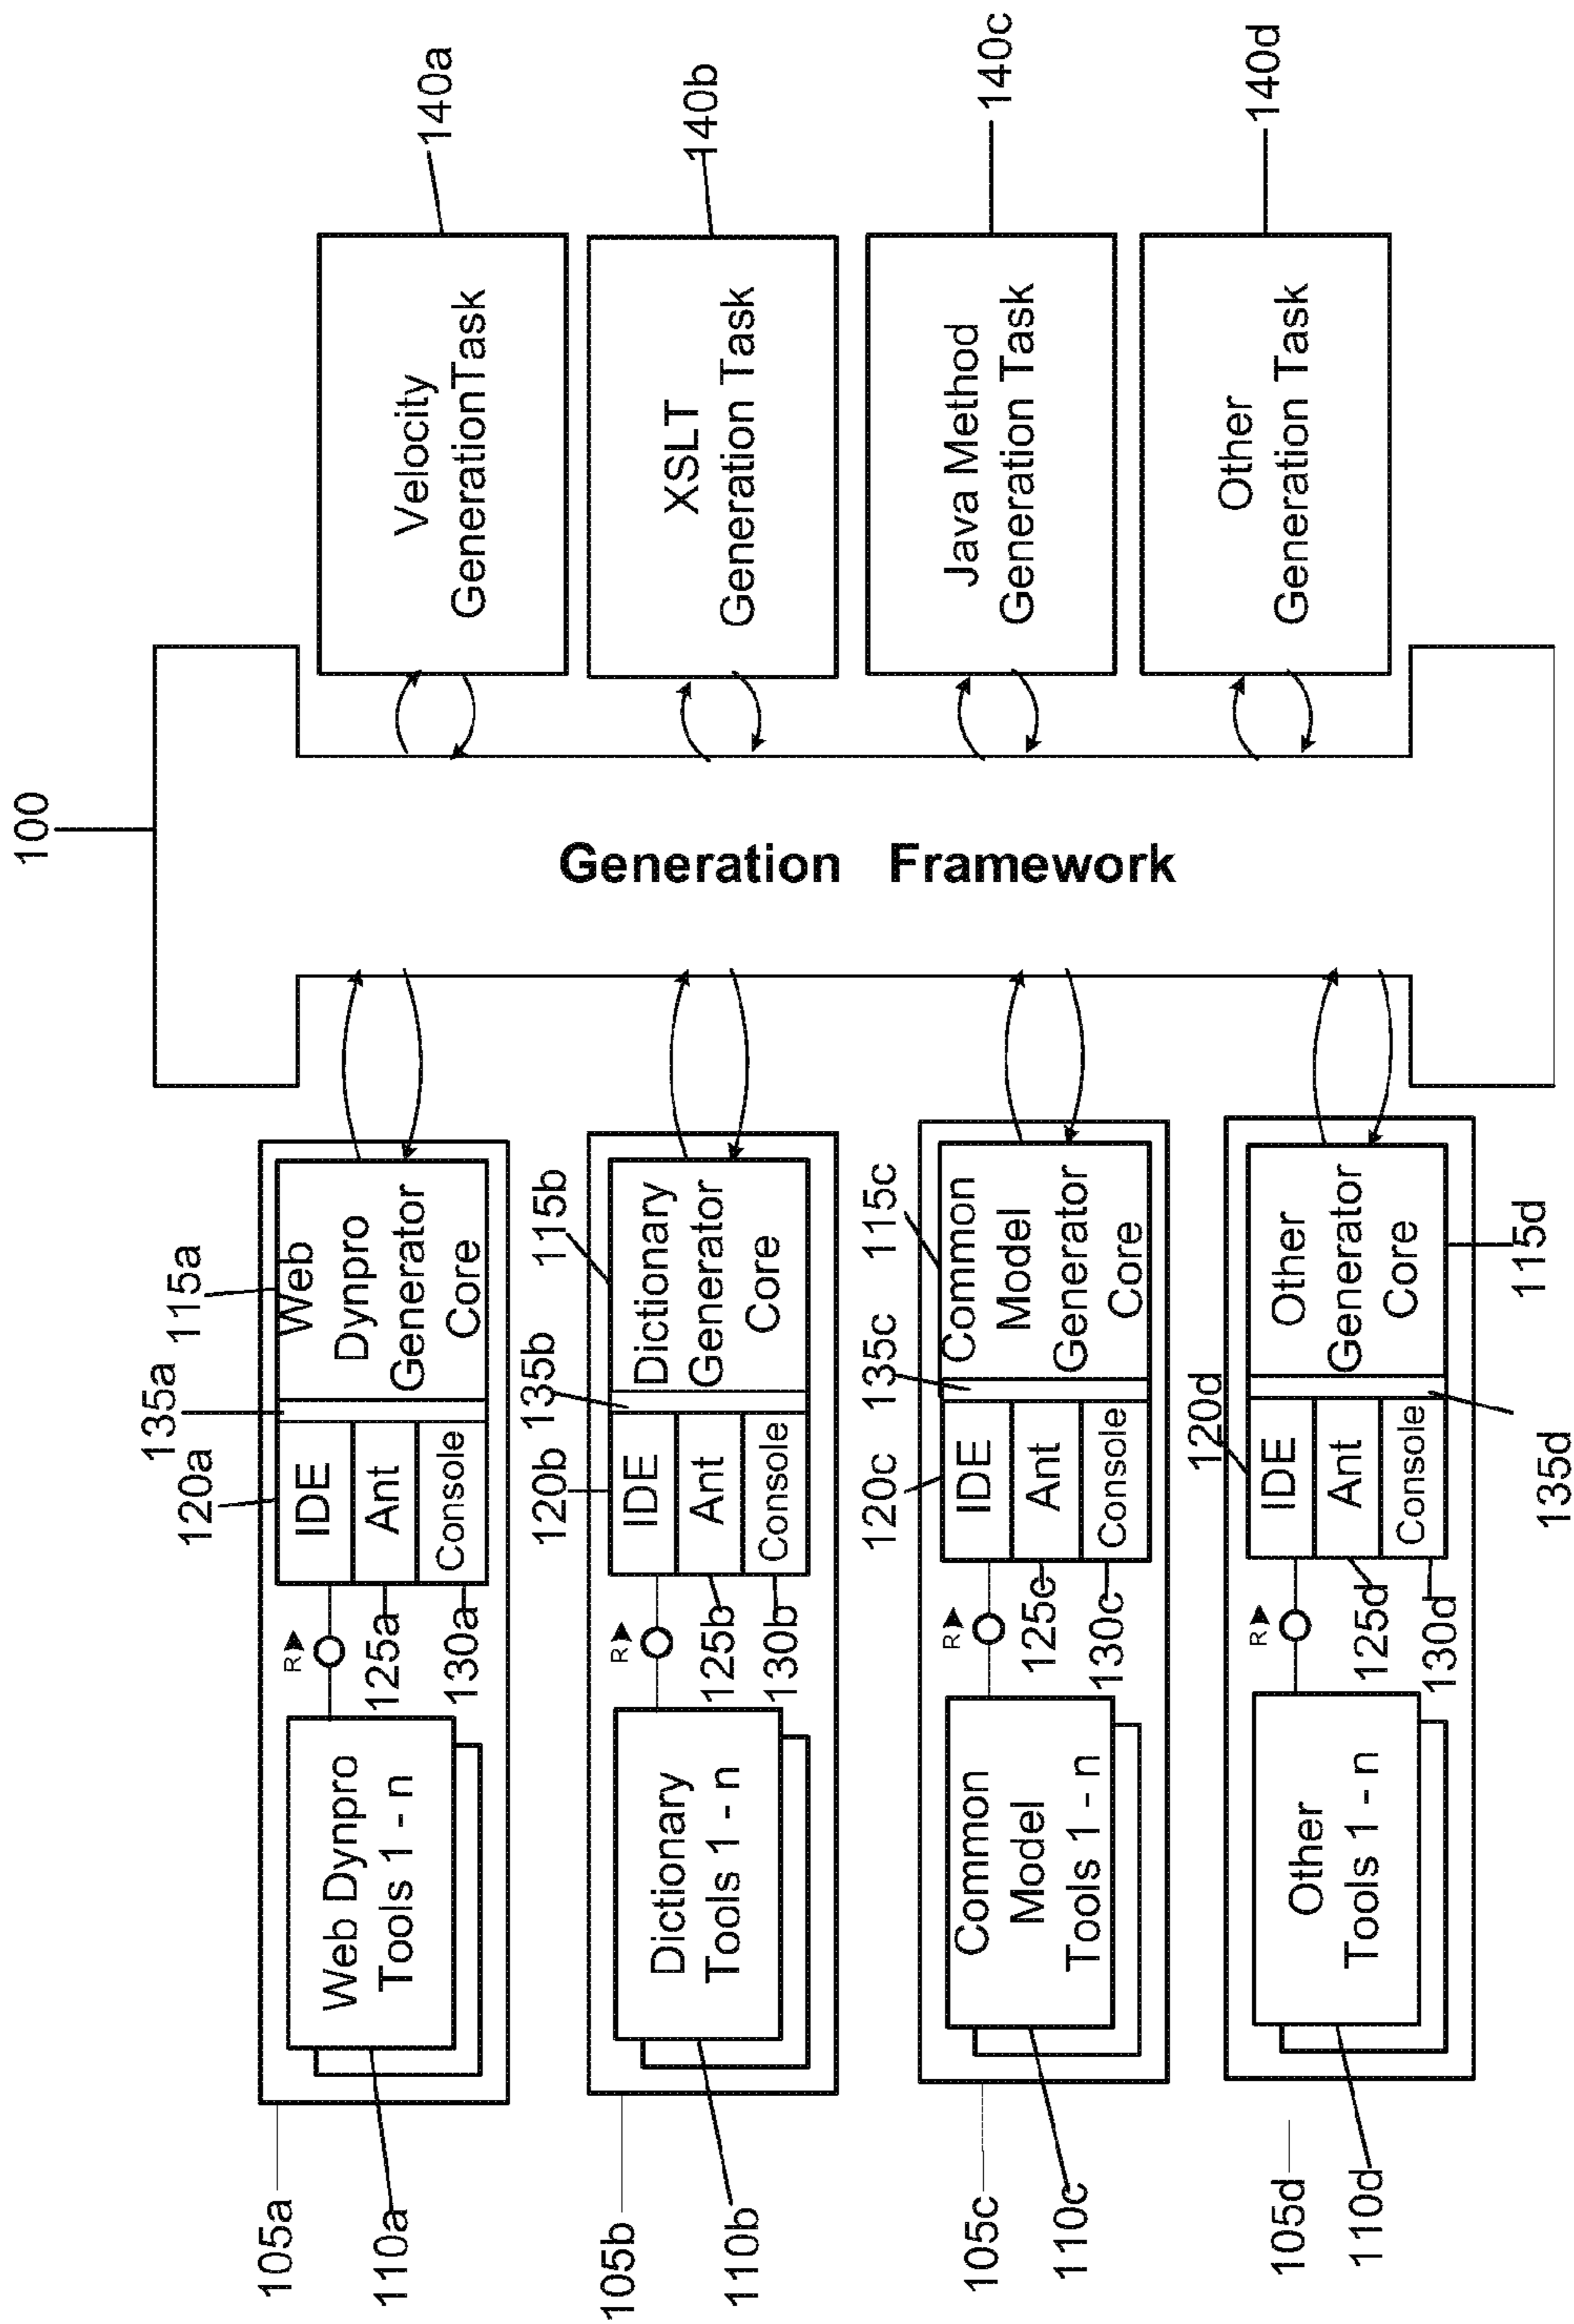 100
Generation Framework
140a
Velocity
GenerationTask
140b
XSLT
Generation Task
140c
Java Method
Generation Task
140d
Other
Generation Task
105a
110a
Web Dynpro
Tools 1 - n
R
120a
IDE
125a
Ant
130a
Console
135a
115a
Web
Dynpro
Generator
Core
105b
110b
Dictionary
Tools 1 - n
R
120b
IDE
125b
Ant
130b
Console
135b
115b
Dictionary
Generator
Core
105c
110c
Common
Model
Tools 1 - n
R
120c
IDE
125c
Ant
130c
Console
135c
115c
Common
Model
Generator
Core
105d
110d
Other
Tools 1 - n
R
120d
IDE
125d
Ant
130d
Console
135d
115d
Other
Generator
Core